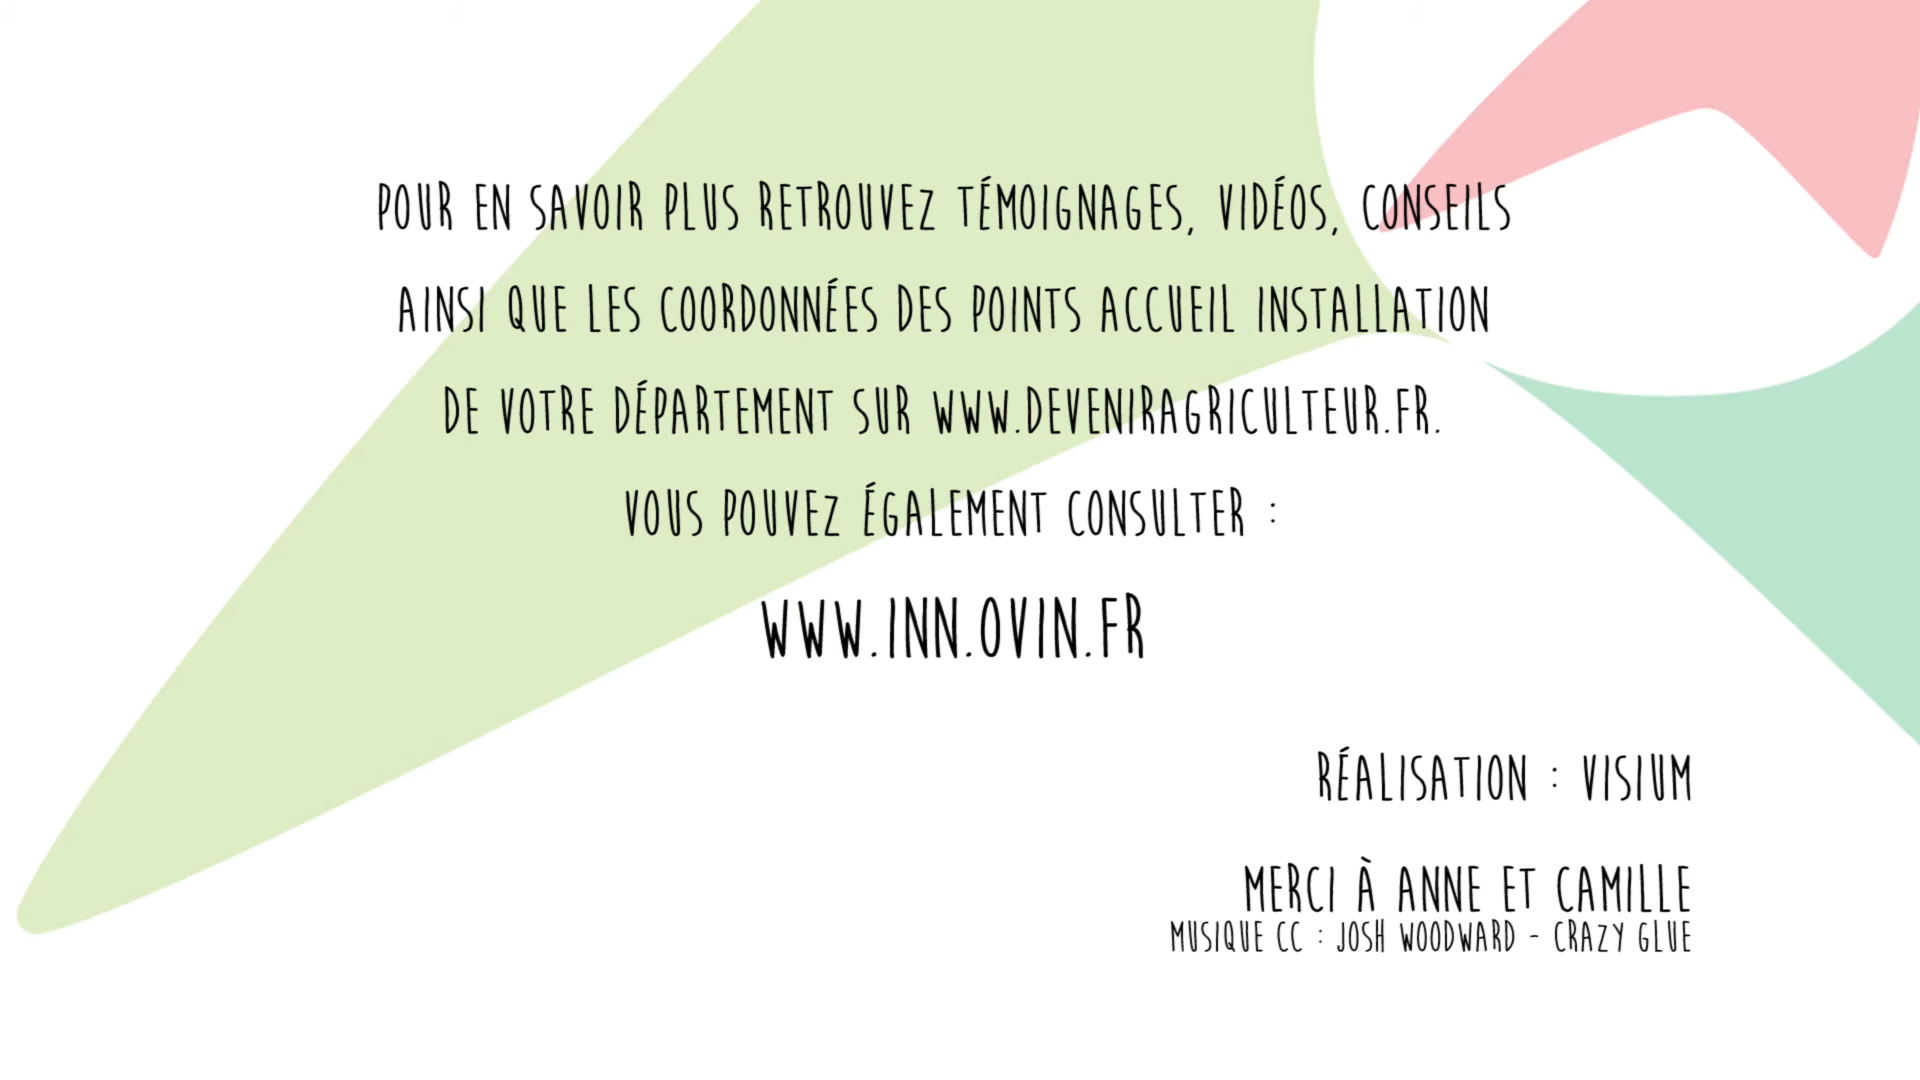 POUR EN SAVOIR PLUS RETROUVEZ TÉMOIGNAGES, VIDÉOS, CONSEILS
AINSI QUE LES COORDONNÉES DES POINTS ACCUEIL INSTALLATION
DE VOTRE DÉPARTEMENT SUR WWW.DEVENIRAGRICULTEUR.FR.
VOUS POUVEZ ÉGALEMENT CONSULTER :
WWW.INN.OVIN.FR
RÉALISATION : VISIUM
MERCI À ANNE ET CAMILLE
MUSIQUE CC : JOSH WOODWARD - CRAZY GLUE